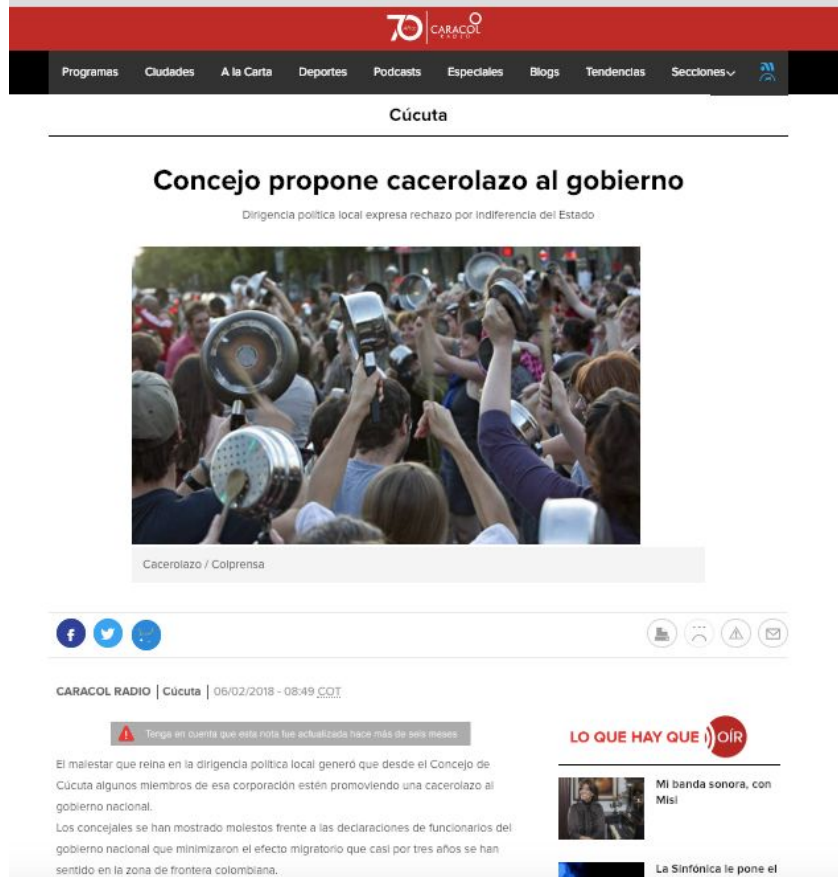 70 años CARACOL RADIO
Programas Ciudades A la Carta Deportes Podcasts Especiales Blogs Tendencias Secciones
Cúcuta
Concejo propone cacerolazo al gobierno
Dirigencia política local expresa rechazo por indiferencia del Estado
Cacerolazo / Colprensa
CARACOL RADIO | Cúcuta | 06/02/2018 - 08:49 COT
Tenga en cuenta que esta nota fue actualizada hace más de seis meses
El malestar que reina en la dirigencia política local generó que desde el Concejo de
Cúcuta algunos miembros de esa corporación estén promoviendo una cacerolazo al
gobierno nacional.
Los concejales se han mostrado molestos frente a las declaraciones de funcionarios del
gobierno nacional que minimizaron el efecto migratorio que casi por tres años se han
sentido en la zona de frontera colombiana.
LO QUE HAY QUE OÍR
Mi banda sonora, con
Misi
La Sinfónica le pone el